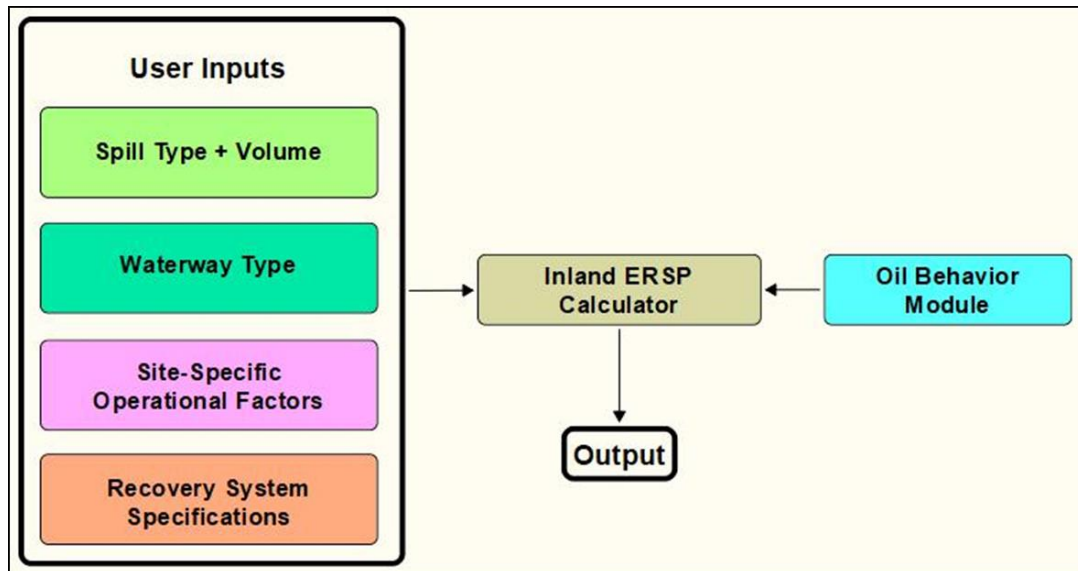 User Inputs
Spill Type + Volume
Waterway Type
Site-Specific
Operational Factors
Recovery System
Specifications
Inland ERSP
Calculator
Oil Behavior
Module
Output